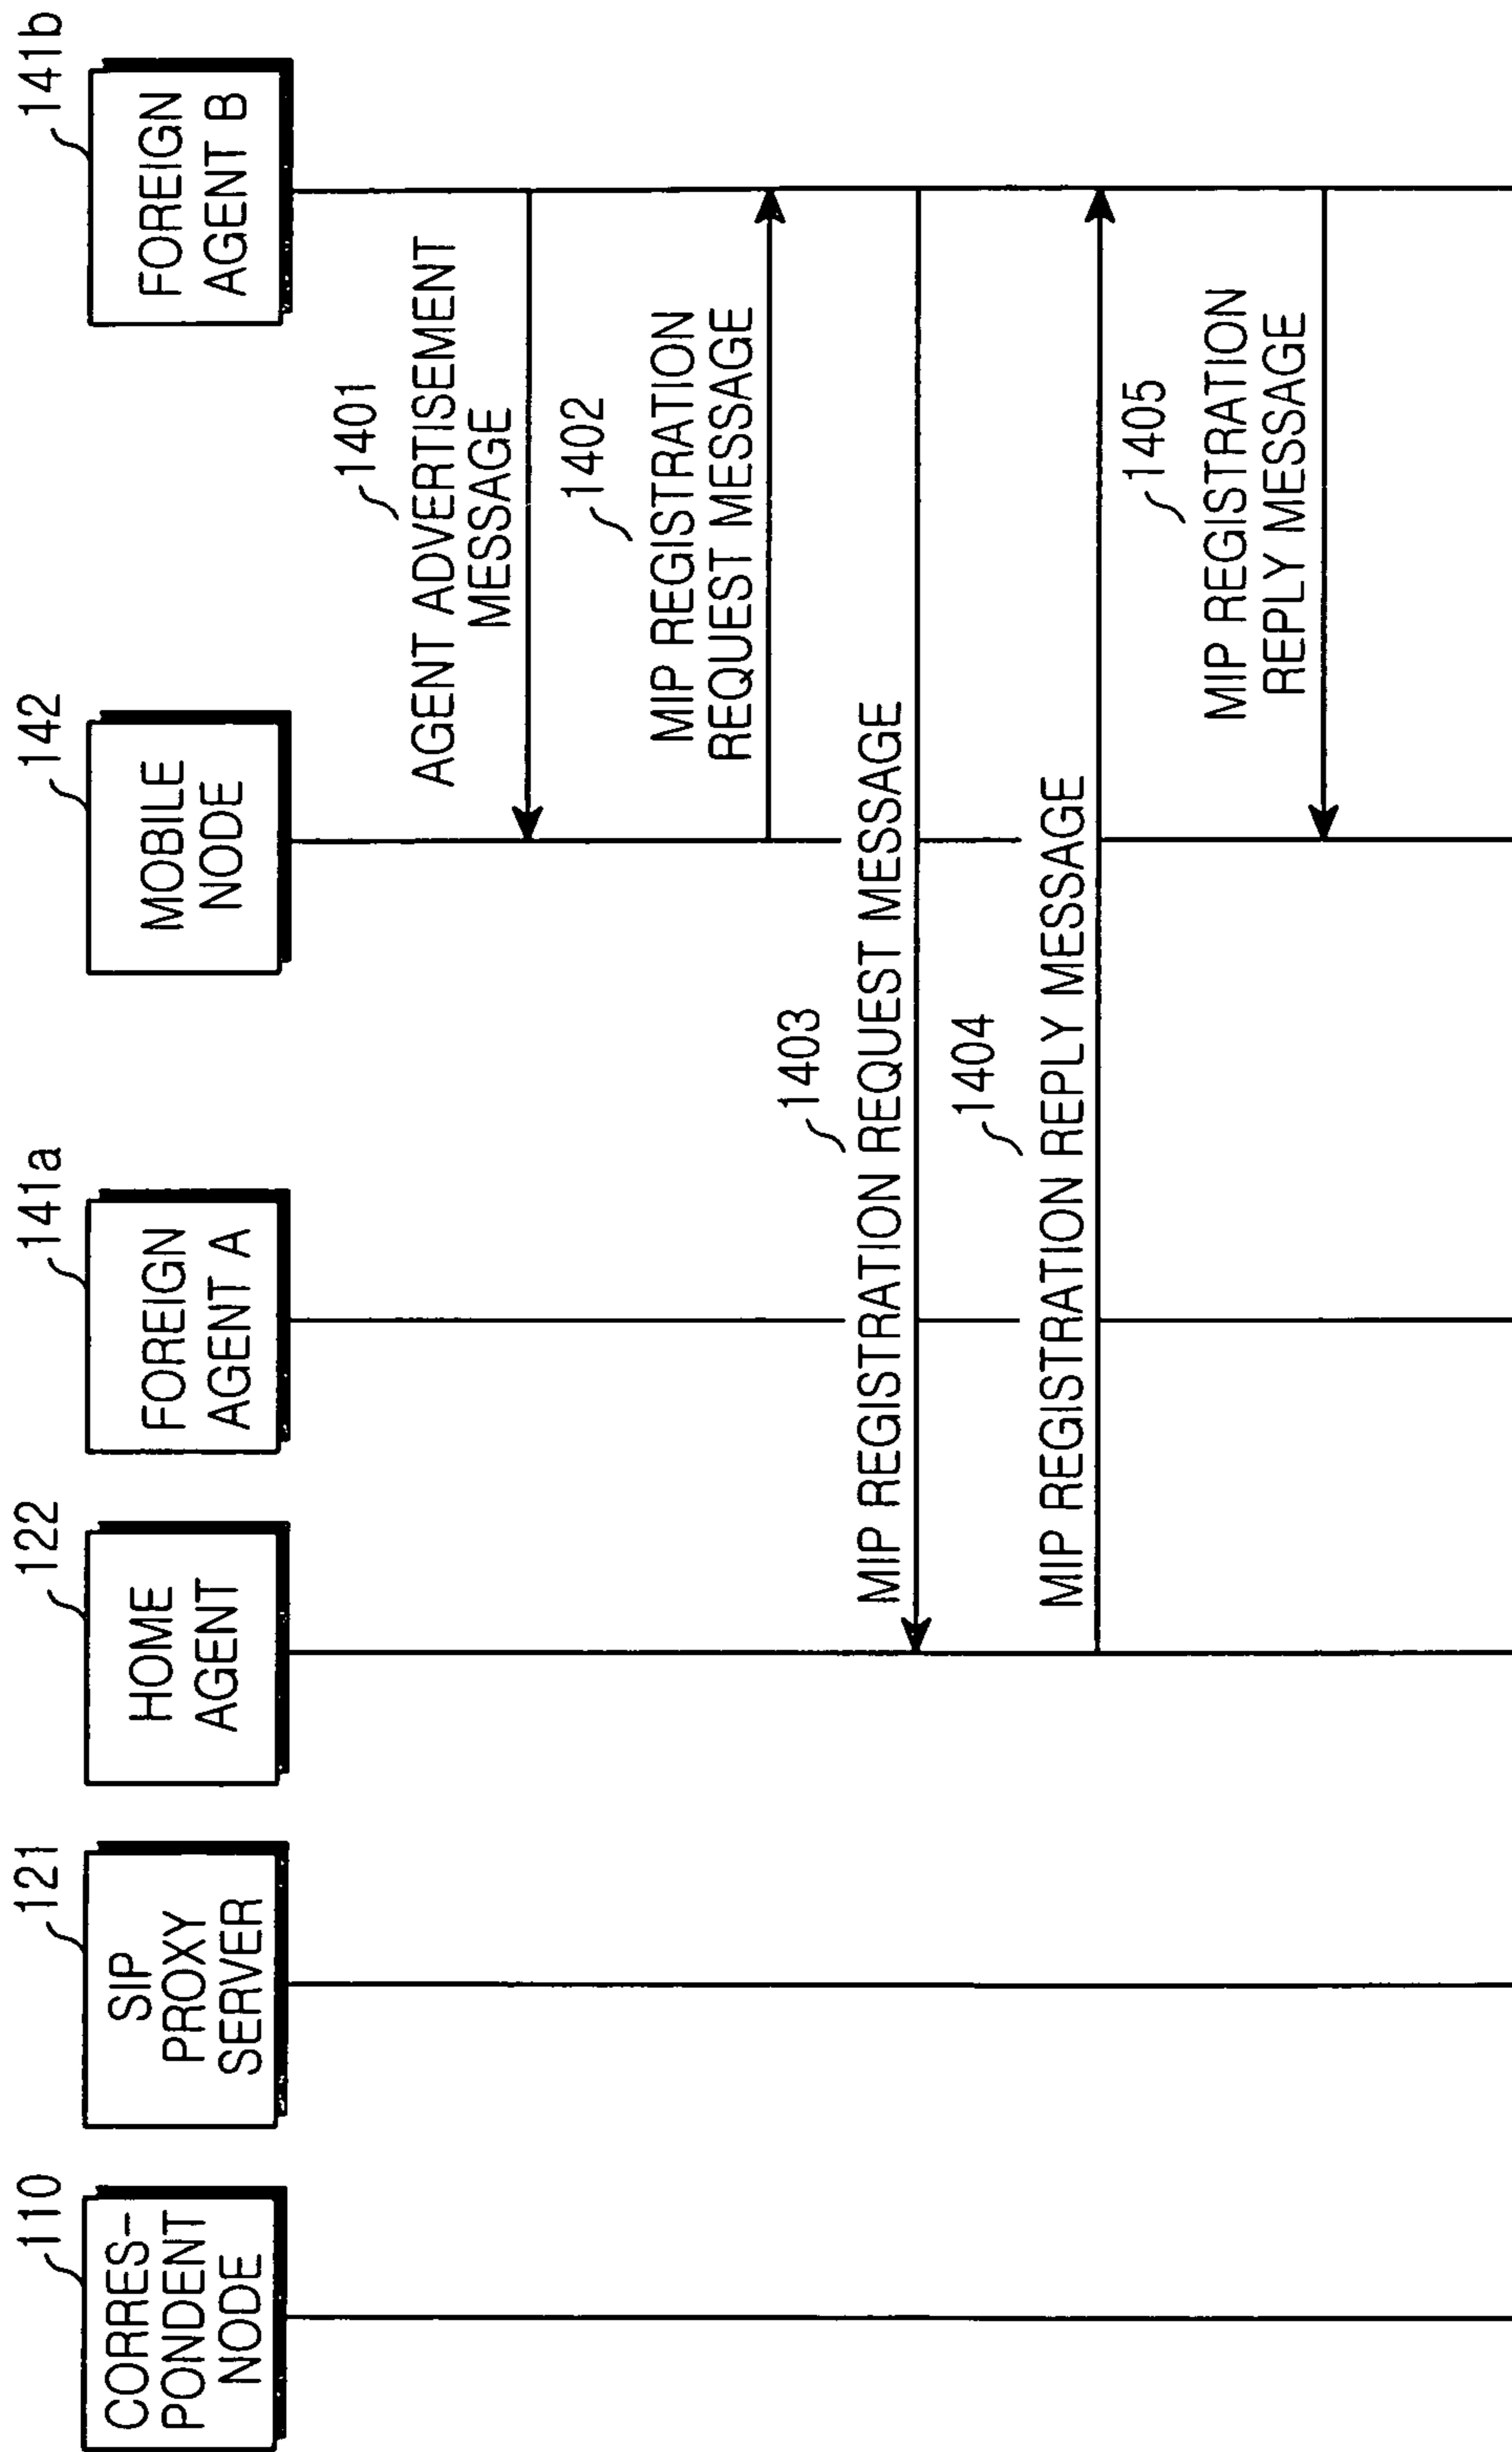 110
CORRES-
PONDENT
NODE
121
SIP
PROXY
SERVER
122
HOME
AGENT
141a
FOREIGN
AGENT A
142
MOBILE
NODE
141b
FOREIGN
AGENT B
1401
AGENT ADVERTISEMENT
MESSAGE
1402
MIP REGISTRATION
REQUEST MESSAGE
1403
MIP REGISTRATION REQUEST MESSAGE
1404
MIP REGISTRATION REPLY MESSAGE
1405
MIP REGISTRATION
REPLY MESSAGE